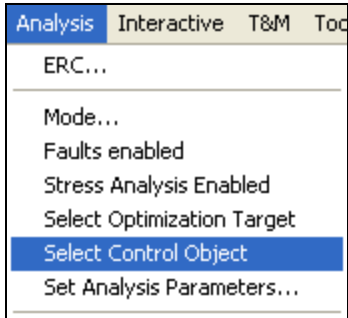 Analysis Interactive T&M
ERC...
Mode...
Faults enabled
Stress Analysis Enabled
Select Optimization Target
Select Control Object
Set Analysis Parameters...